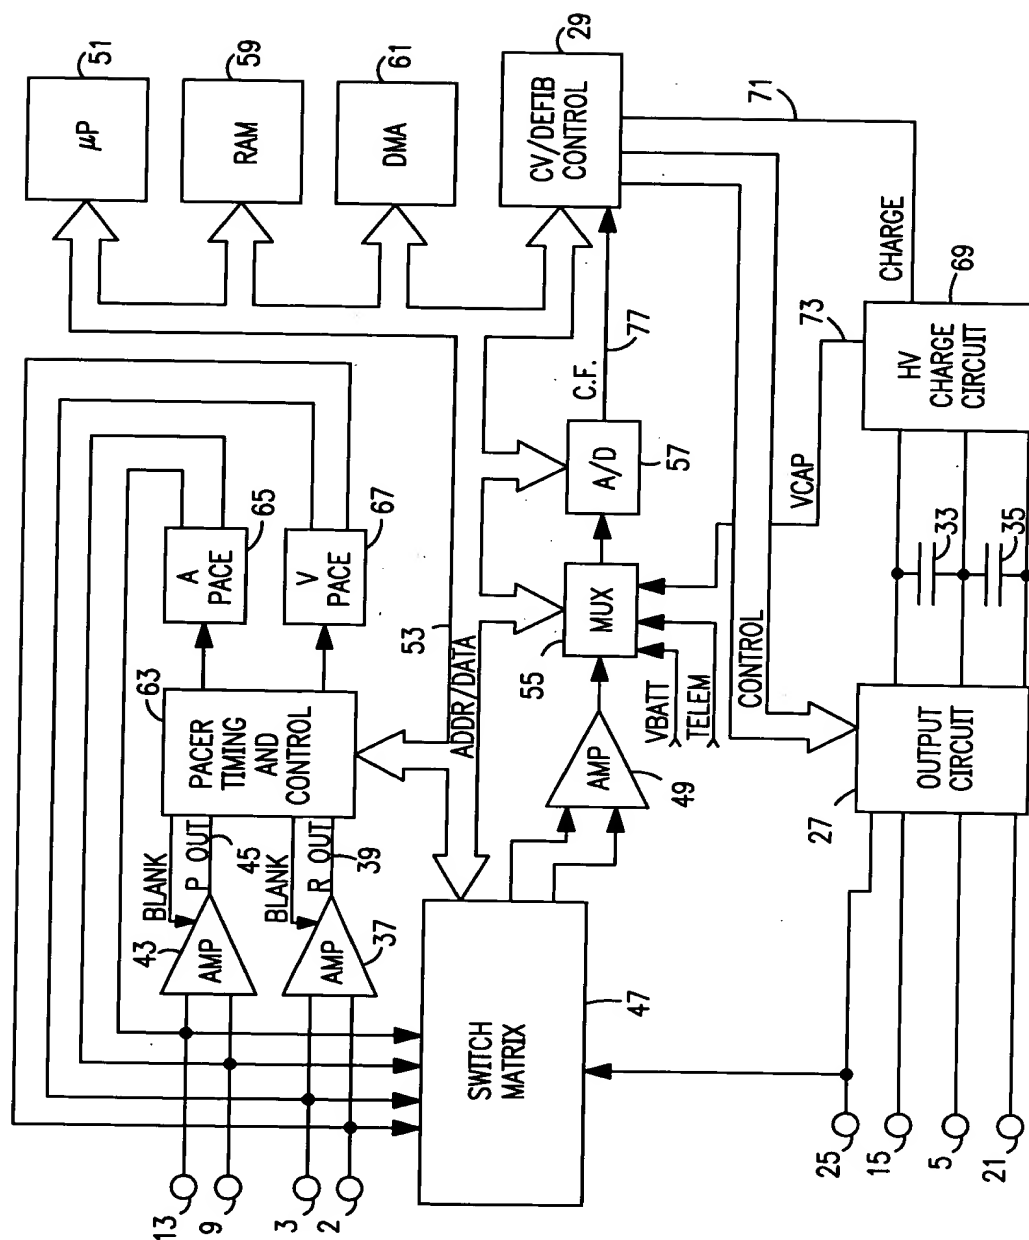 μP
51
RAM
59
DMA
61
CV/DEFIB
CONTROL
29
71
CHARGE
C.F.
77
A/D
57
MUX
55
VBATT
TELEM
CONTROL
VCAP
73
HV
CHARGE
CIRCUIT
69
33
35
OUTPUT
CIRCUIT
27
AMP
49
ADDR/DATA
53
A
PACE
65
V
PACE
67
PACER
TIMING
AND
CONTROL
63
BLANK
P OUT
45
BLANK
R OUT
39
AMP
43
AMP
37
SWITCH
MATRIX
47
13
9
3
2
25
15
5
21